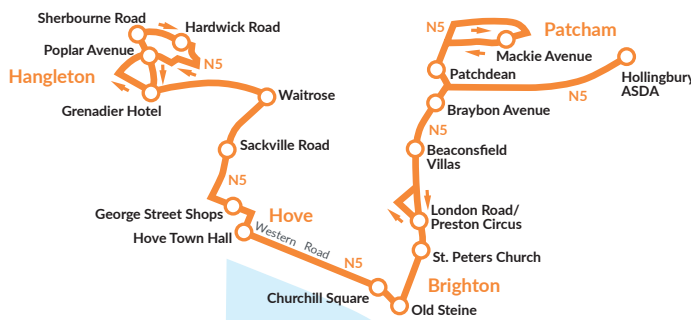 Sherbourne Road
Hardwick Road
Poplar Avenue
N5
Hangleton
Grenadier Hotel
Waitrose
Sackville Road
N5
George Street Shops
Hove
Hove Town Hall
Western Road
N5
Churchill Square
Old Steine
Brighton
St. Peters Church
London Road/
Preston Circus
Beaconsfield
Villas
N5
Braybon Avenue
Patchdean
N5
Patcham
Mackie Avenue
N5
Hollingbury
ASDA